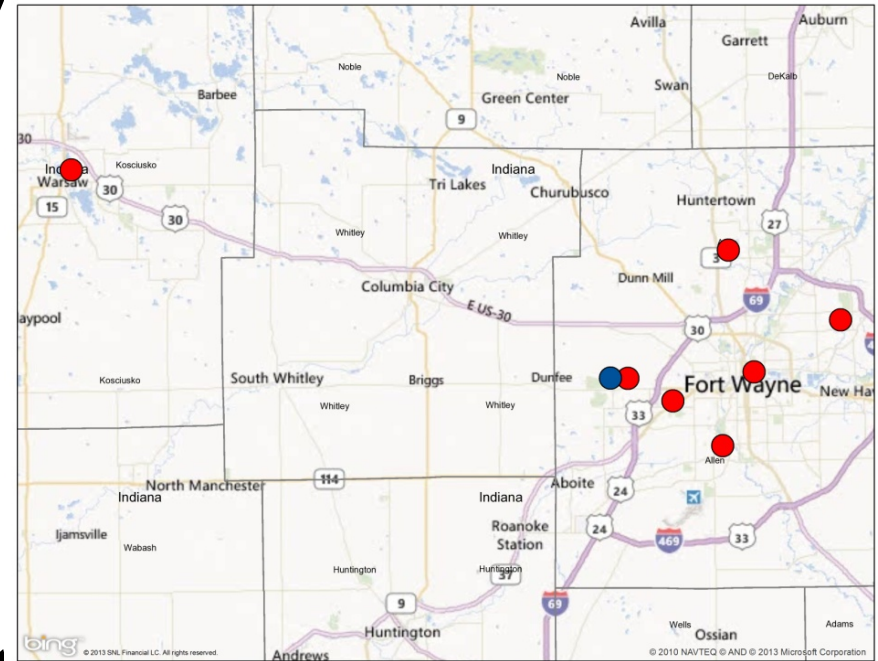 Avilla
Auburn
Garrett
Noble
Noble
DeKalb
Swan
Barbee
Green Center
9
30
Kosciusko
Indiana
Warsaw
30
Tri Lakes
Churubusco
Huntertown
15
30
27
Whitley
Whitley
3
Columbia City
Dunn Mill
69
E US-30
30
aypool
Kosciusko
South Whitley
Briggs
Dunfee
Fort Wayne
New Ha
Whitley
Whitley
33
Allen
114
North Manchester
Indiana
Indiana
Aboite
24
Ijamsville
Wabash
Roanoke
Station
24
469
33
Huntington
Huntington
37
9
69
Huntington
Wells
Adams
Ossian
Andrews
bing
© 2013 SNL Financial LC. All rights reserved.
© 2010 NAVTEQ © AND © 2013 Microsoft Corporation